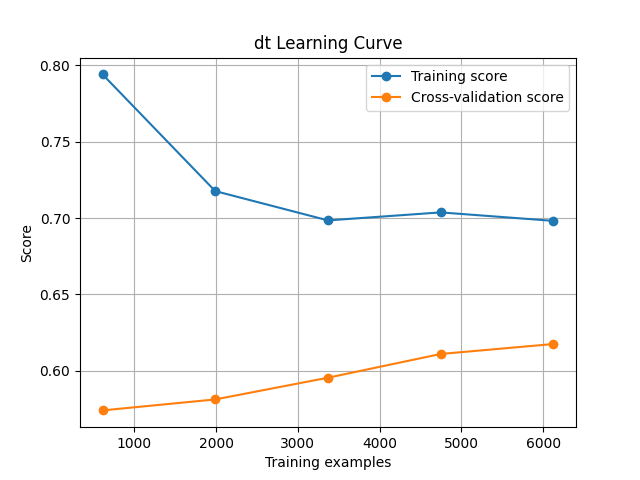 dt Learning Curve
Training score
Cross-validation score
0.80
0.75
0.70
0.65
0.60
Score
1000 2000 3000 4000 5000 6000
Training examples